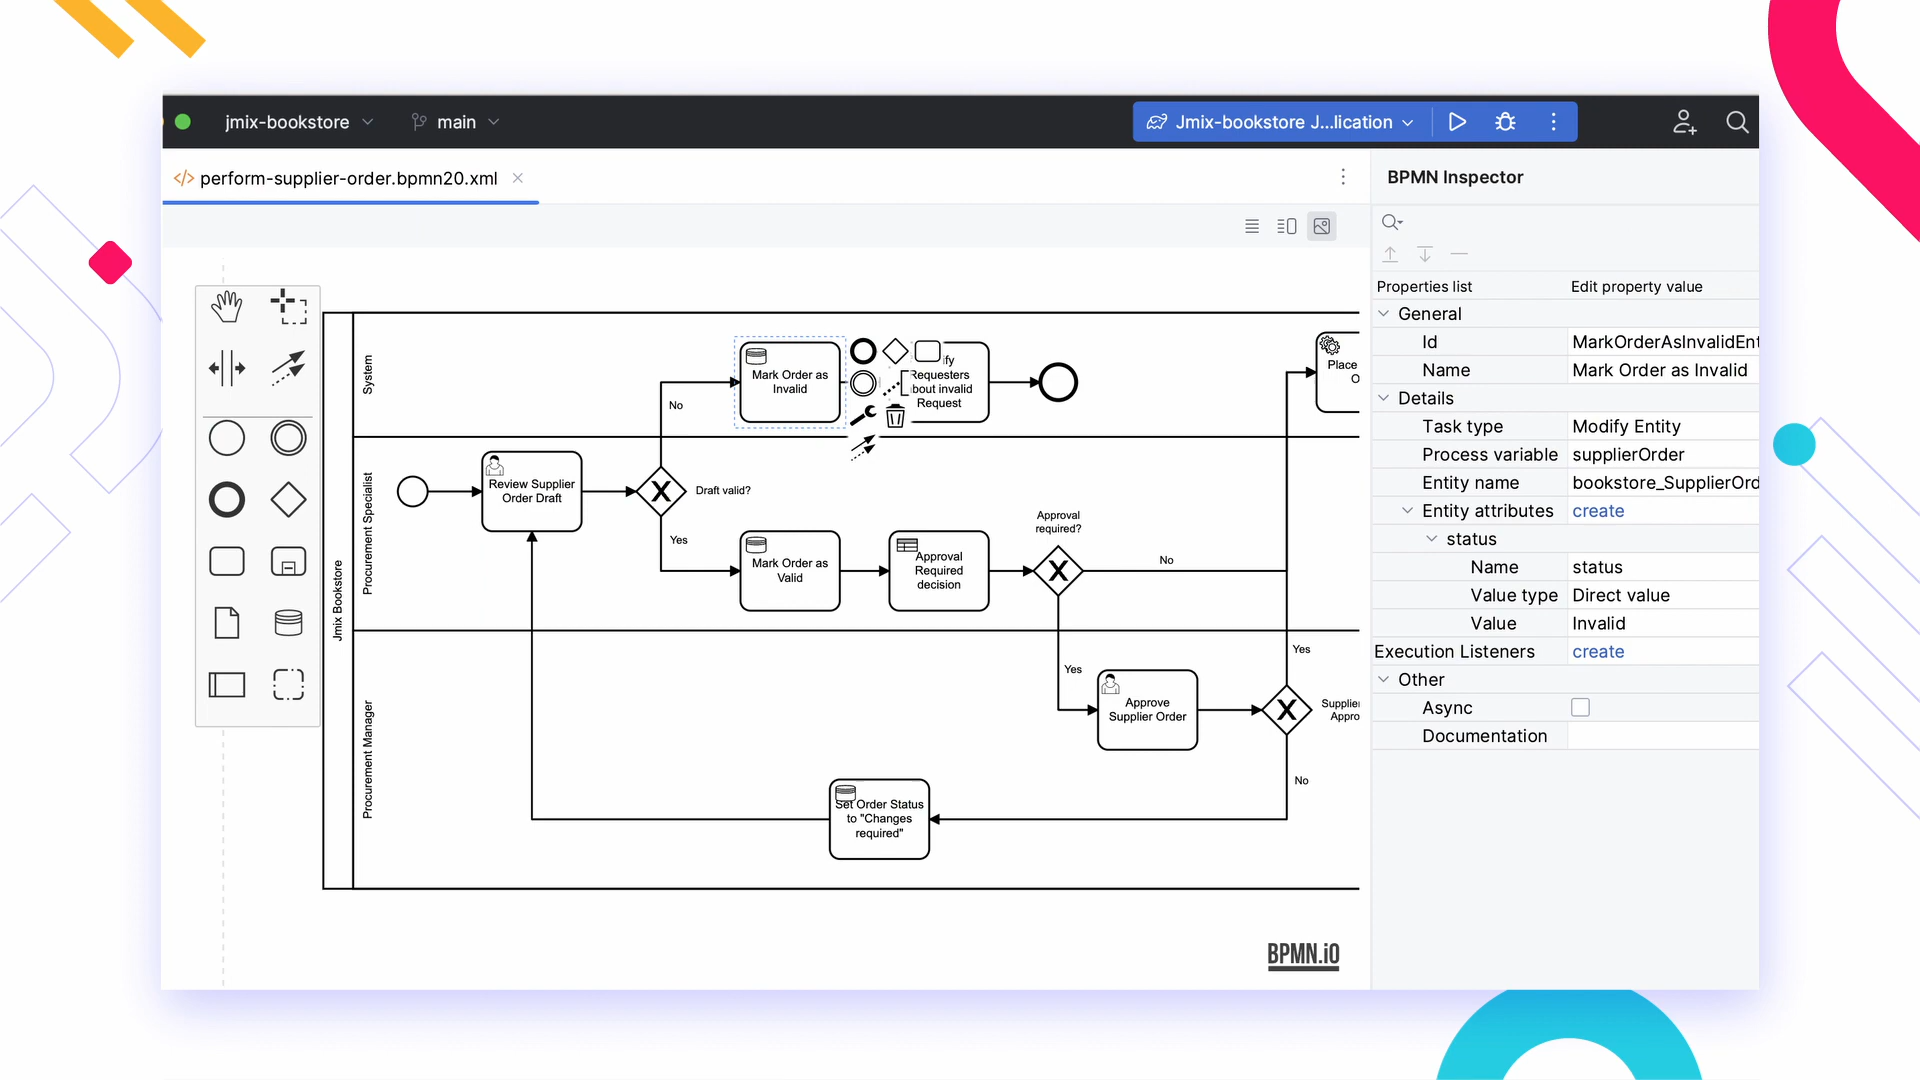 jmix-bookstore
main
Jmix-bookstore J...lication
perform-supplier-order.bpmn20.xml
BPMN Inspector
Properties list
Edit property value
General
Id
MarkOrderAsInvalidEnt
Name
Mark Order as Invalid
Details
Task type
Modify Entity
Process variable
supplierOrder
Entity name
bookstore_SupplierOrd
Entity attributes
create
status
Name
status
Value type
Direct value
Value
Invalid
Execution Listeners
create
Other
Async
Documentation
Jmix Bookstore
System
Mark Order as
Invalid
Requesters
bout invalid
Request
Place
No
Procurement Specialist
Review Supplier
Order Draft
X
Draft valid?
Yes
Mark Order as
Valid
Approval
Required
decision
Approval
required?
X
No
Procurement Manager
Yes
Approve
Supplier Order
Yes
X
Supplier
Appro
No
Set Order Status
to "Changes
required"
BPMN.iO